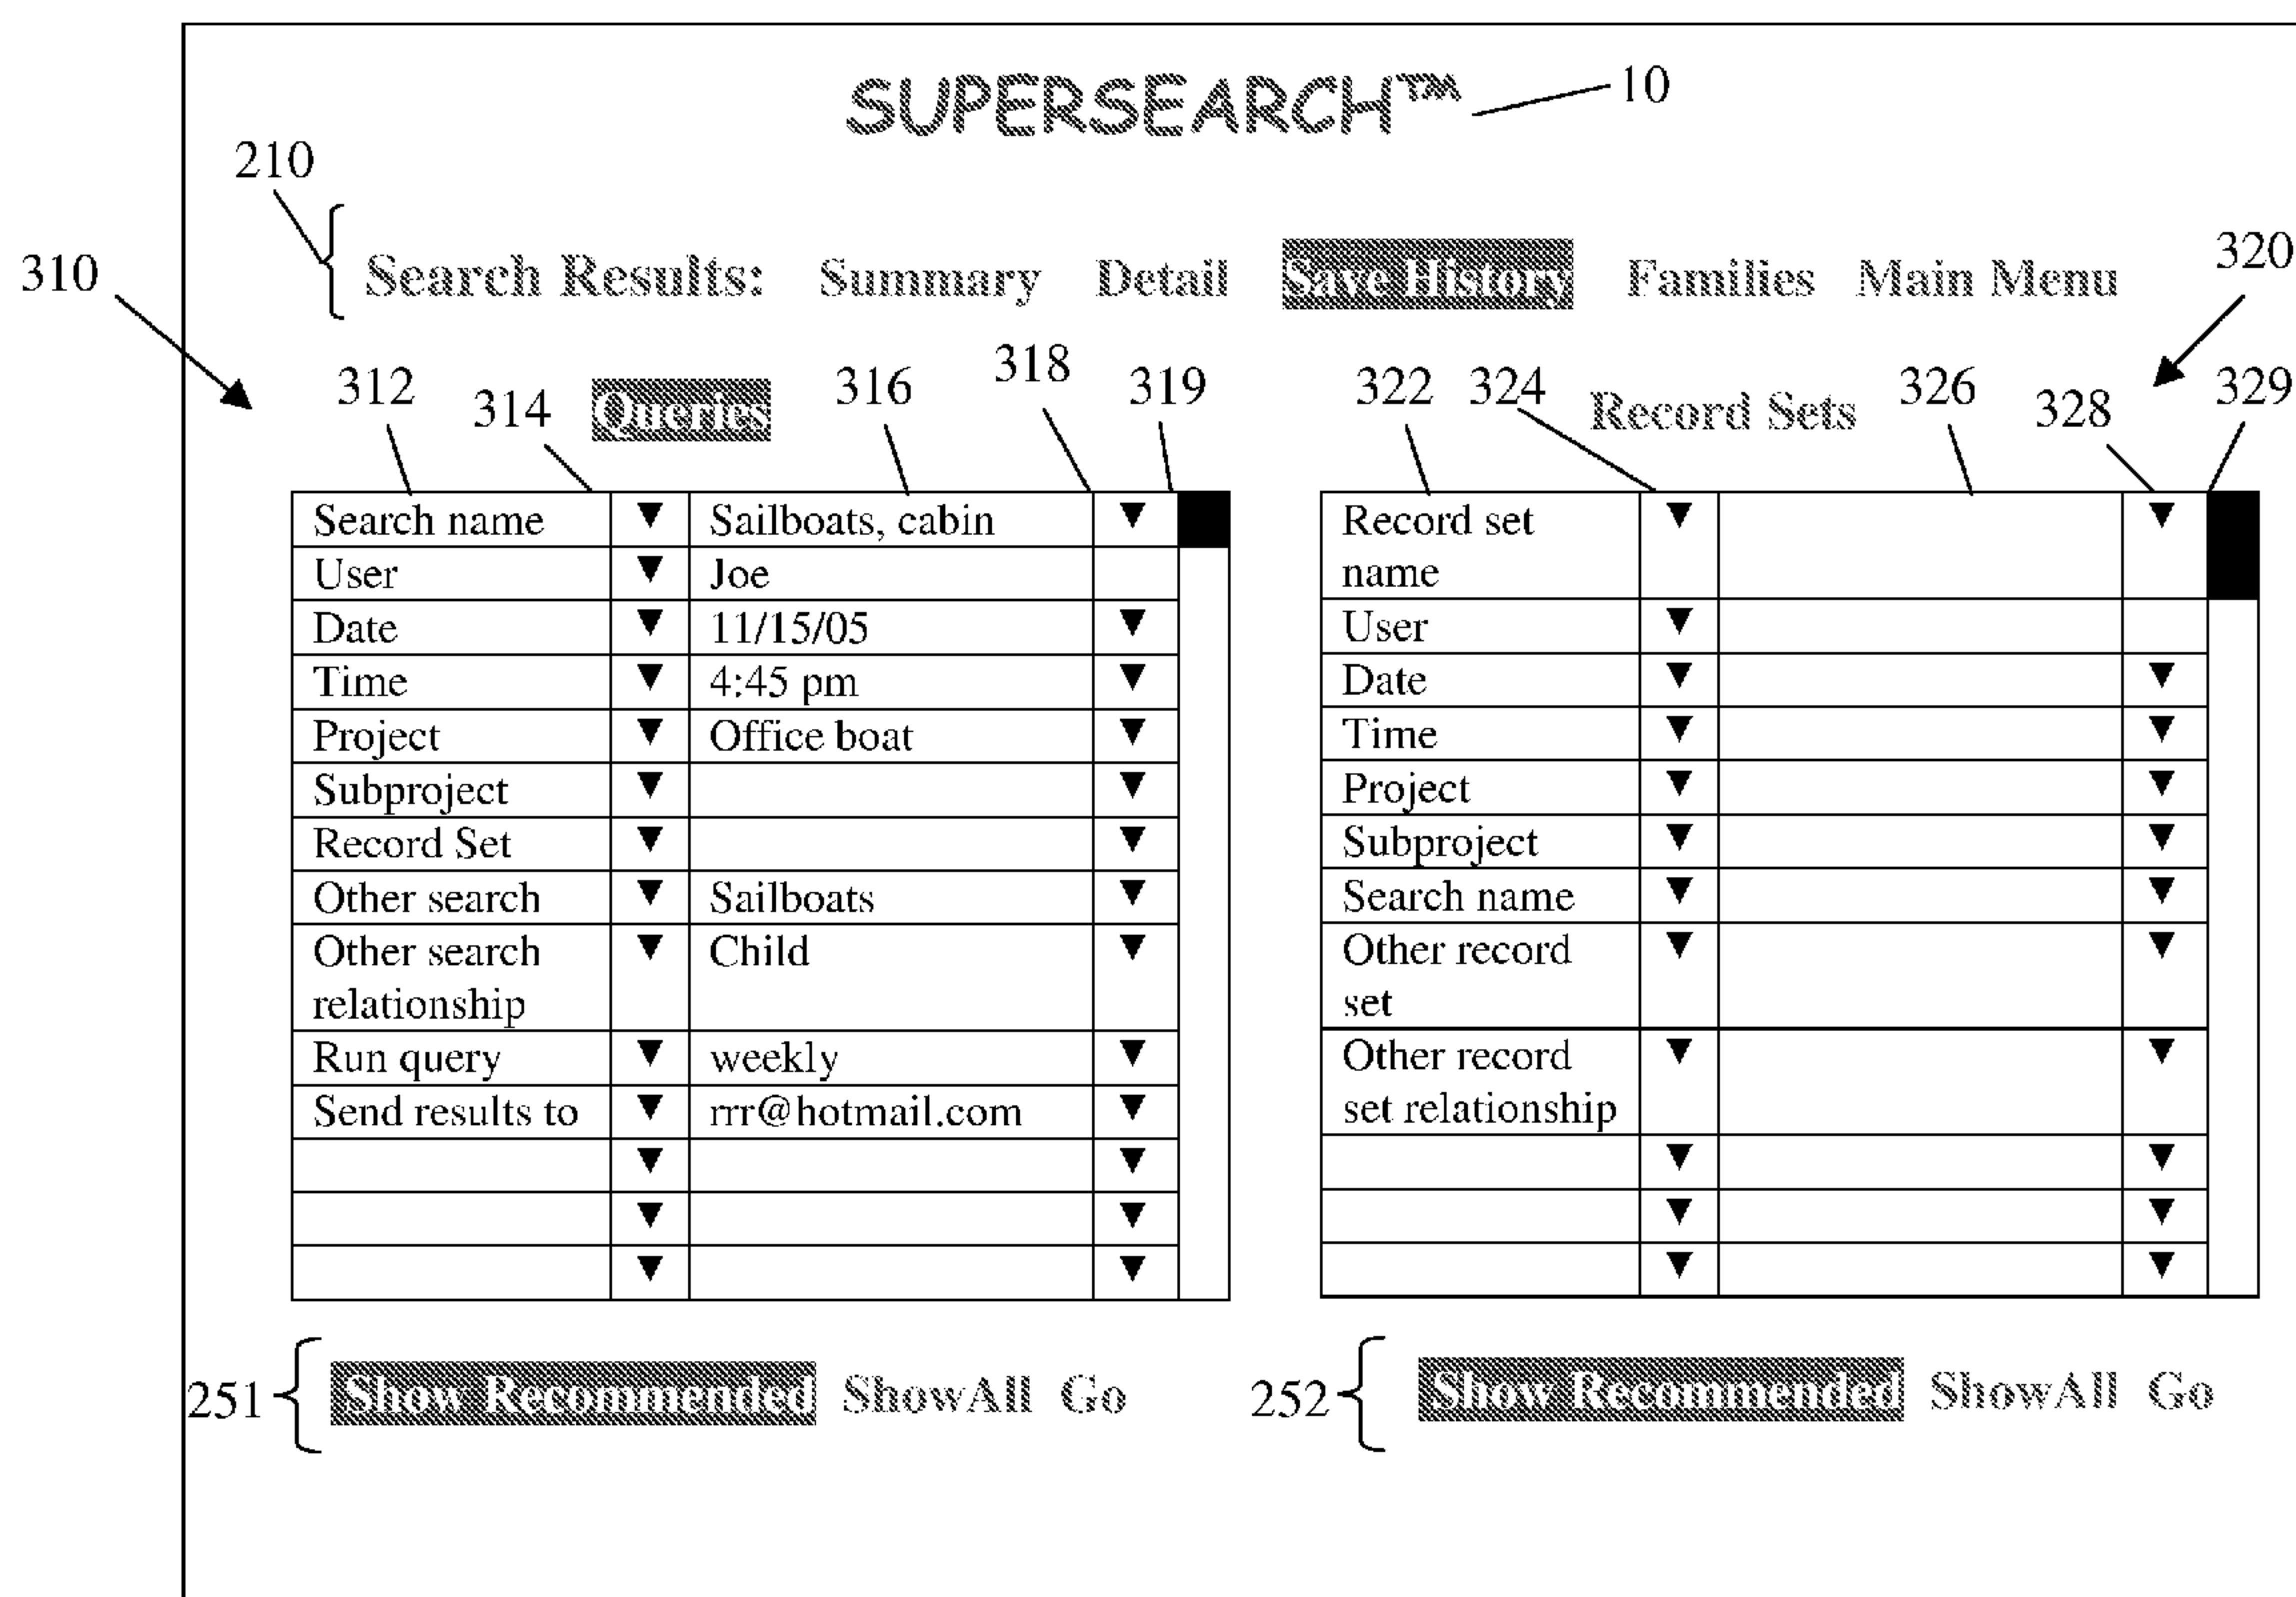 SUPERSEARCH™ 10
210
310 Search Results: Summary Detail Save History Families Main Menu 320
312 314 Queries 316 318 319 322 324 Record Sets 326 328 329
Search name ▼ Sailboats, cabin ▼
User ▼ Joe
Date ▼ 11/15/05 ▼
Time ▼ 4:45 pm ▼
Project ▼ Office boat ▼
Subproject ▼ ▼
Record Set ▼ ▼
Other search ▼ Sailboats ▼
Other search ▼ Child ▼
relationship
Run query ▼ weekly ▼
Send results to ▼ rrr@hotmail.com ▼
▼ ▼
▼ ▼
▼ ▼
Record set ▼ ▼
name
User ▼
Date ▼ ▼
Time ▼ ▼
Project ▼ ▼
Subproject ▼ ▼
Search name ▼ ▼
Other record ▼ ▼
set
Other record ▼ ▼
set relationship
▼ ▼
▼ ▼
▼ ▼
251 Show Recommended ShowAll Go
252 Show Recommended ShowAll Go